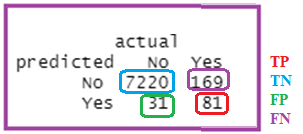 actual
predicted No Yes TP
No 7220 169 TN
Yes 31 81 FP
FN